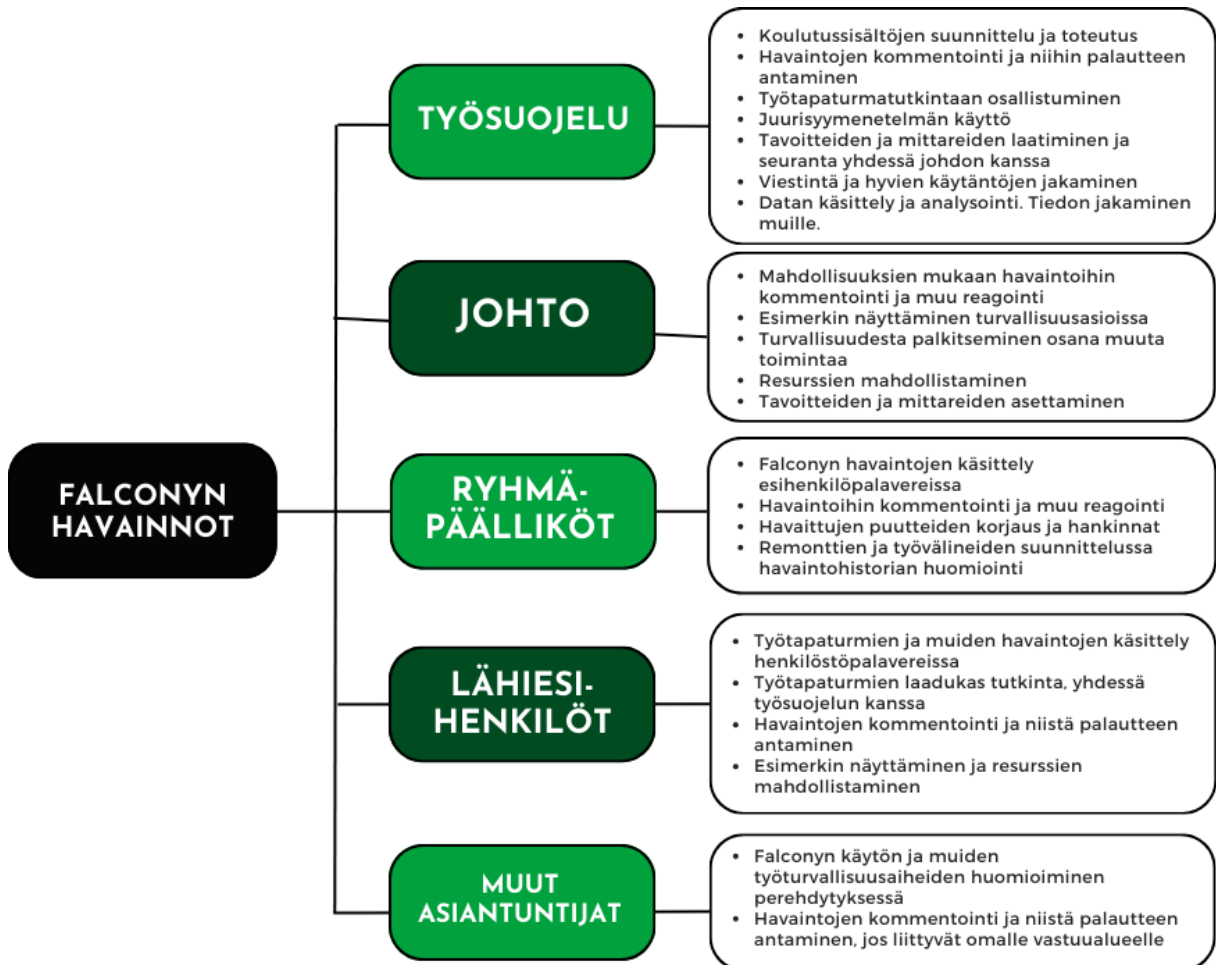 FALCONYN
HAVAINNOT
TYÖSUOJELU
• Koulutussisältöjen suunnittelu ja toteutus
• Havaintojen kommentointi ja niihin palautteen
antaminen
• Työtapaturmatutkintaan osallistuminen
• Juurisyymenetelmän käyttö
• Tavoitteiden ja mittareiden laatiminen ja
seuranta yhdessä johdon kanssa
• Viestintä ja hyvien käytäntöjen jakaminen
• Datan käsittely ja analysointi. Tiedon jakaminen
muille.
JOHTO
• Mahdollisuuksien mukaan havaintoihin
kommentointi ja muu reagointi
• Esimerkin näyttäminen turvallisuusasioissa
• Turvallisuudesta palkitseminen osana muuta
toimintaa
• Resurssien mahdollistaminen
• Tavoitteiden ja mittareiden asettaminen
RYHMÄ-
PÄÄLLIKÖT
• Falconyn havaintojen käsittely
esihenkilöpalavereissa
• Havaintoihin kommentointi ja muu reagointi
• Havaittujen puutteiden korjaus ja hankinnat
• Remonttien ja työvälineiden suunnittelussa
havaintohistorian huomiointi
LÄHIESI-
HENKILÖT
• Työtapaturmien ja muiden havaintojen käsittely
henkilöstöpalavereissa
• Työtapaturmien laadukas tutkinta, yhdessä
työsuojelun kanssa
• Havaintojen kommentointi ja niistä palautteen
antaminen
• Esimerkin näyttäminen ja resurssien
mahdollistaminen
MUUT
ASIANTUNTIJAT
• Falconyn käytön ja muiden
työturvallisuusaiheiden huomioiminen
perehdytyksessä
• Havaintojen kommentointi ja niistä palautteen
antaminen, jos liittyvät omalle vastuualueelle